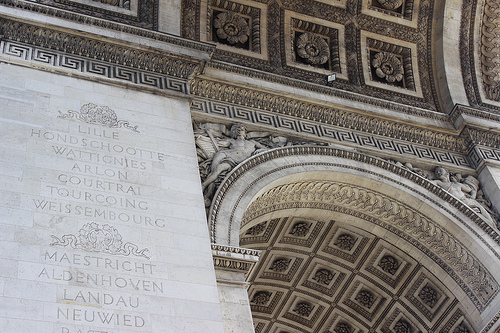 LILLE
HONDSCHOOTE
WATTIGNIES
ARLON
COURTRAI
TOURCOING
WEISSEMBOURG
MAESTRICHT
ALDENHOVEN
LANDAU
NEUWIED